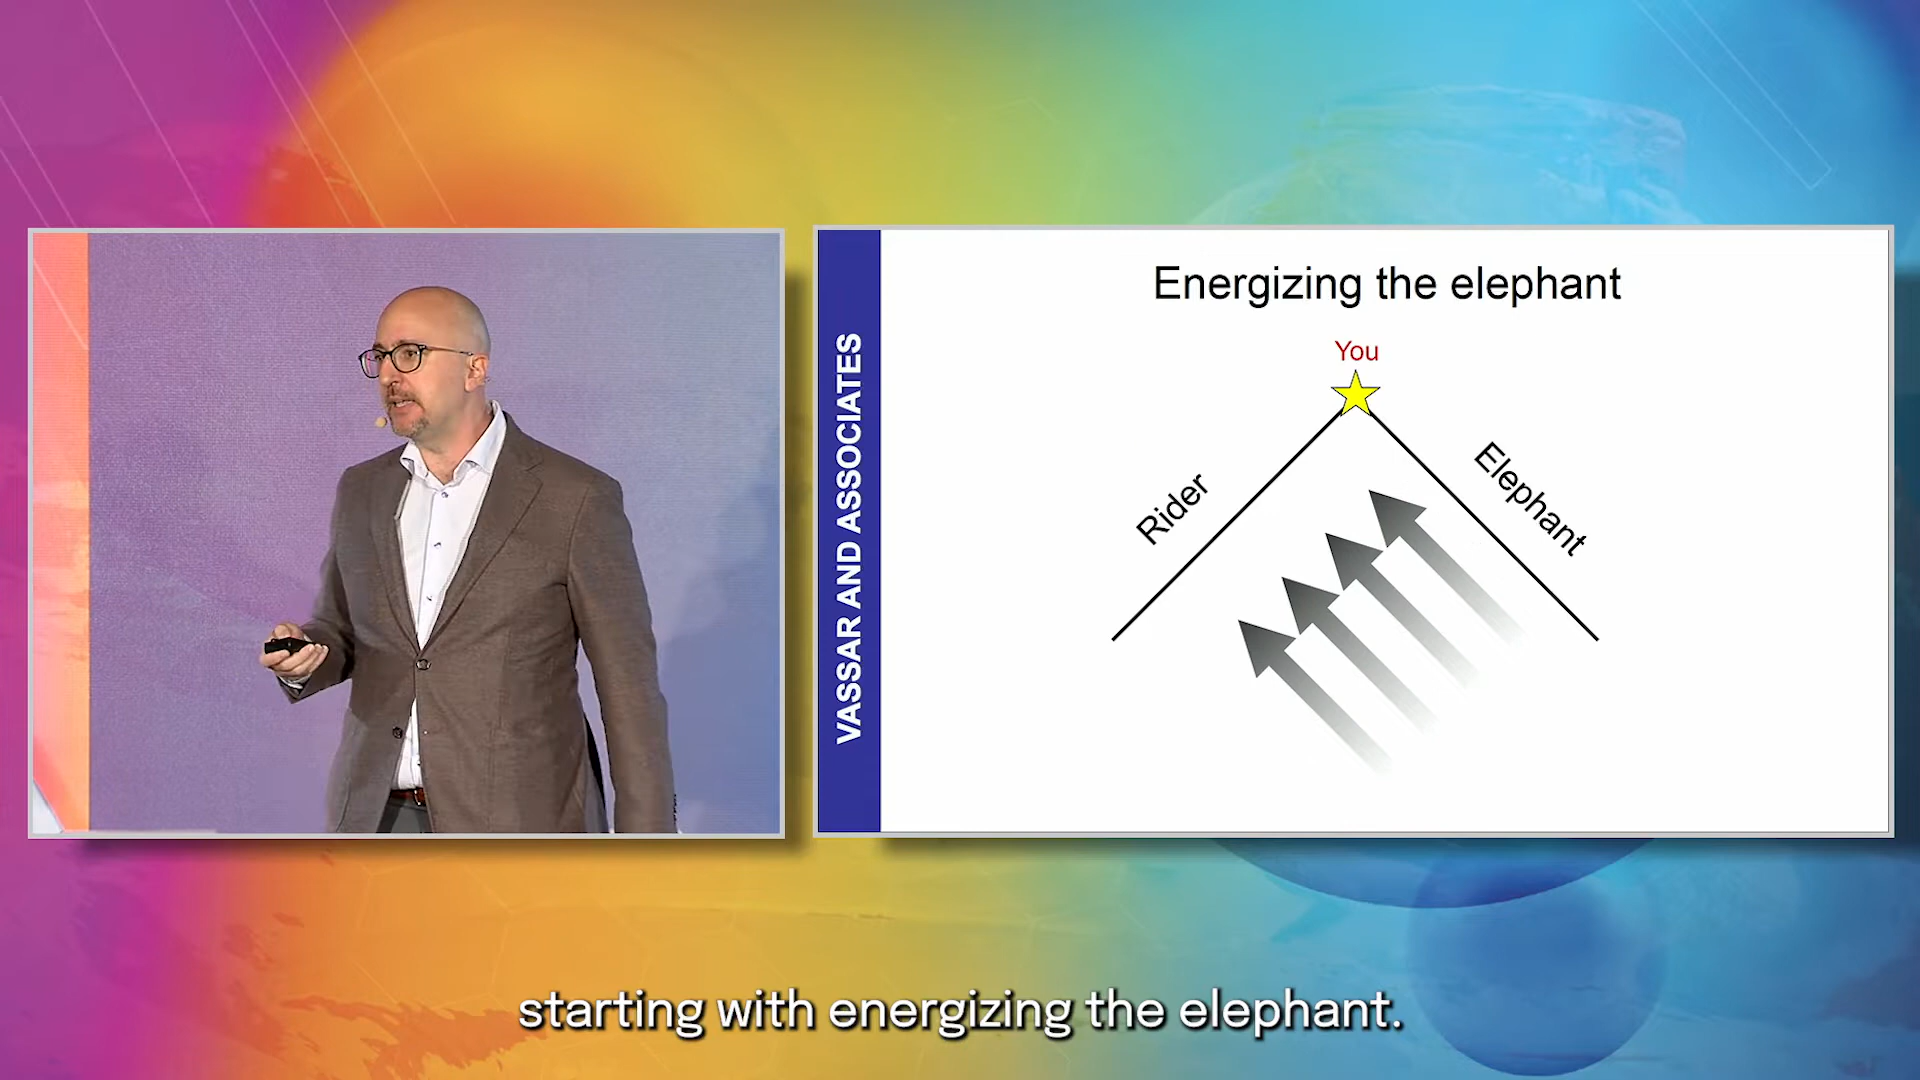 VASSAR AND ASSOCIATES
Energizing the elephant
You
Rider
Elephant
starting with energizing the elephant.